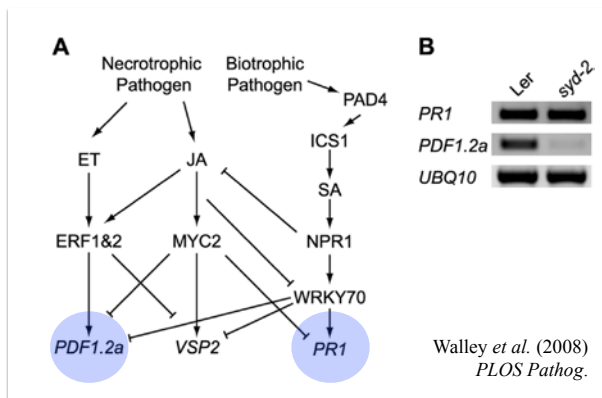 A
Necrotrophic
Pathogen
Biotrophic
Pathogen
PAD4
ICS1
ET
JA
SA
ERF1&2
MYC2
NPR1
WRKY70
PDF1.2a
VSP2
PR1
B
Ler
syd-2
PR1
PDF1.2a
UBQ10
Walley et al. (2008)
PLOS Pathog.